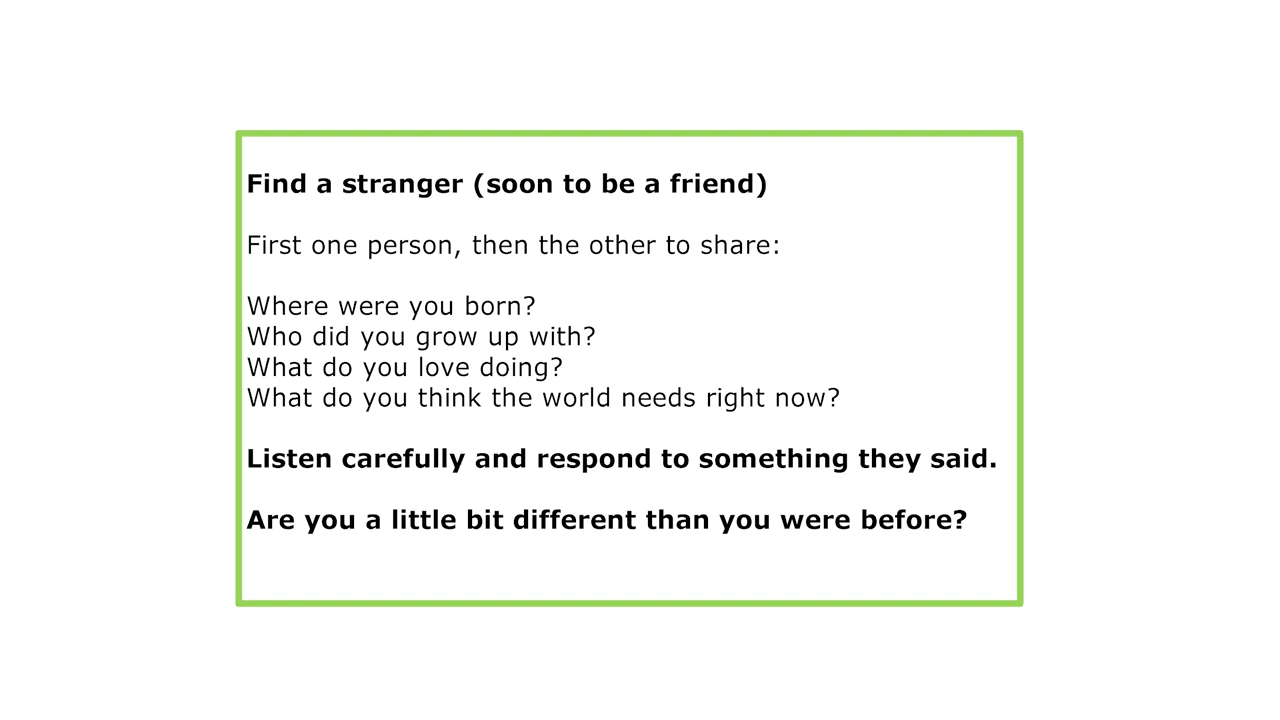 Find a stranger (soon to be a friend)
First one person, then the other to share:
Where were you born?
Who did you grow up with?
What do you love doing?
What do you think the world needs right now?
Listen carefully and respond to something they said.
Are you a little bit different than you were before?